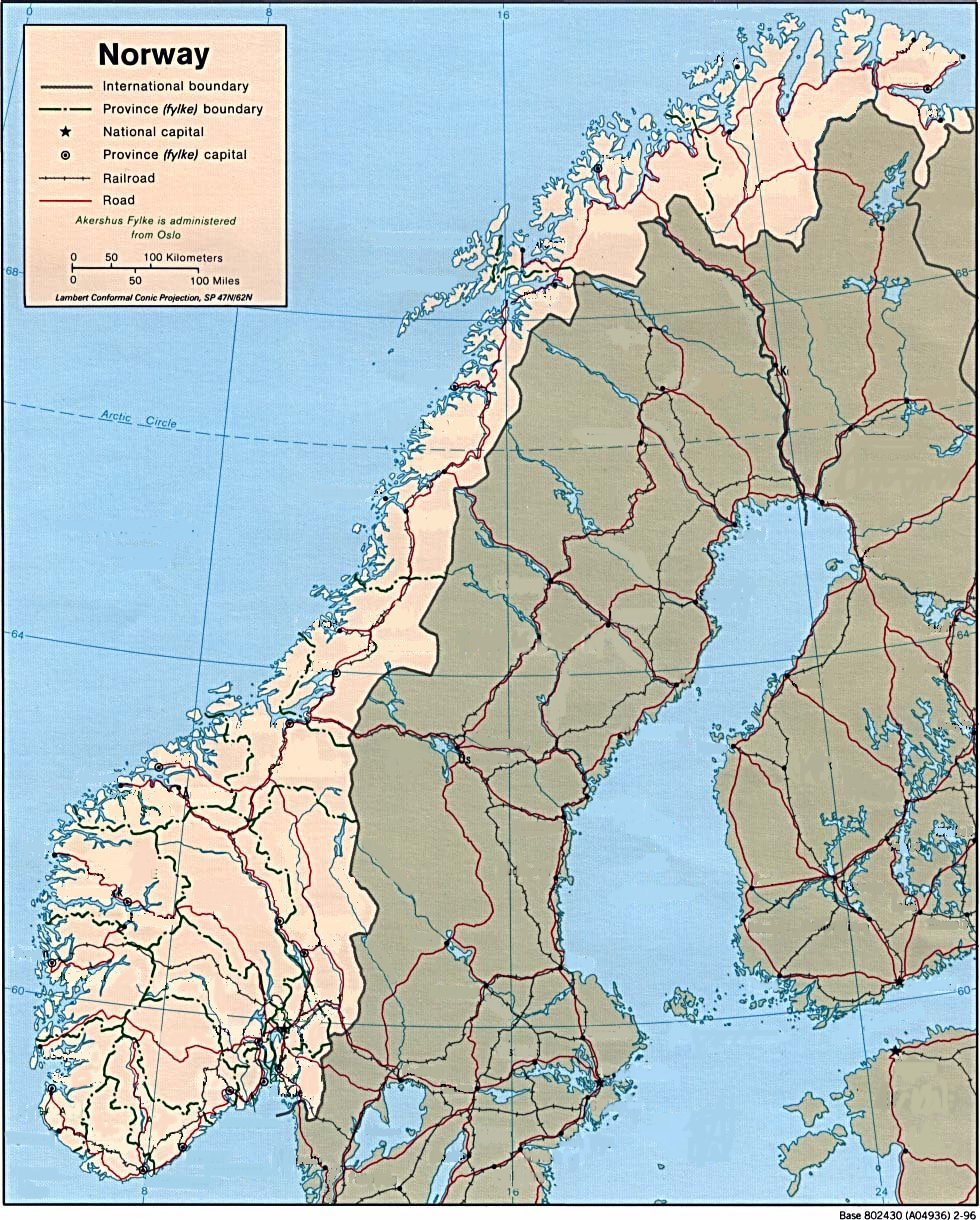 0
8
16
Norway
International boundary
Province (fylke) boundary
National capital
Province (fylke) capital
Railroad
Road
Akershus Fylke is administered
from Oslo
0 50 100 Kilometers
0 50 100 Miles
Lambert Conformal Conic Projection, SP 47N/62N
68
68
Arctic Circle
64
64
60
60
8
16
24
Base 802430 (A04936) 2-96